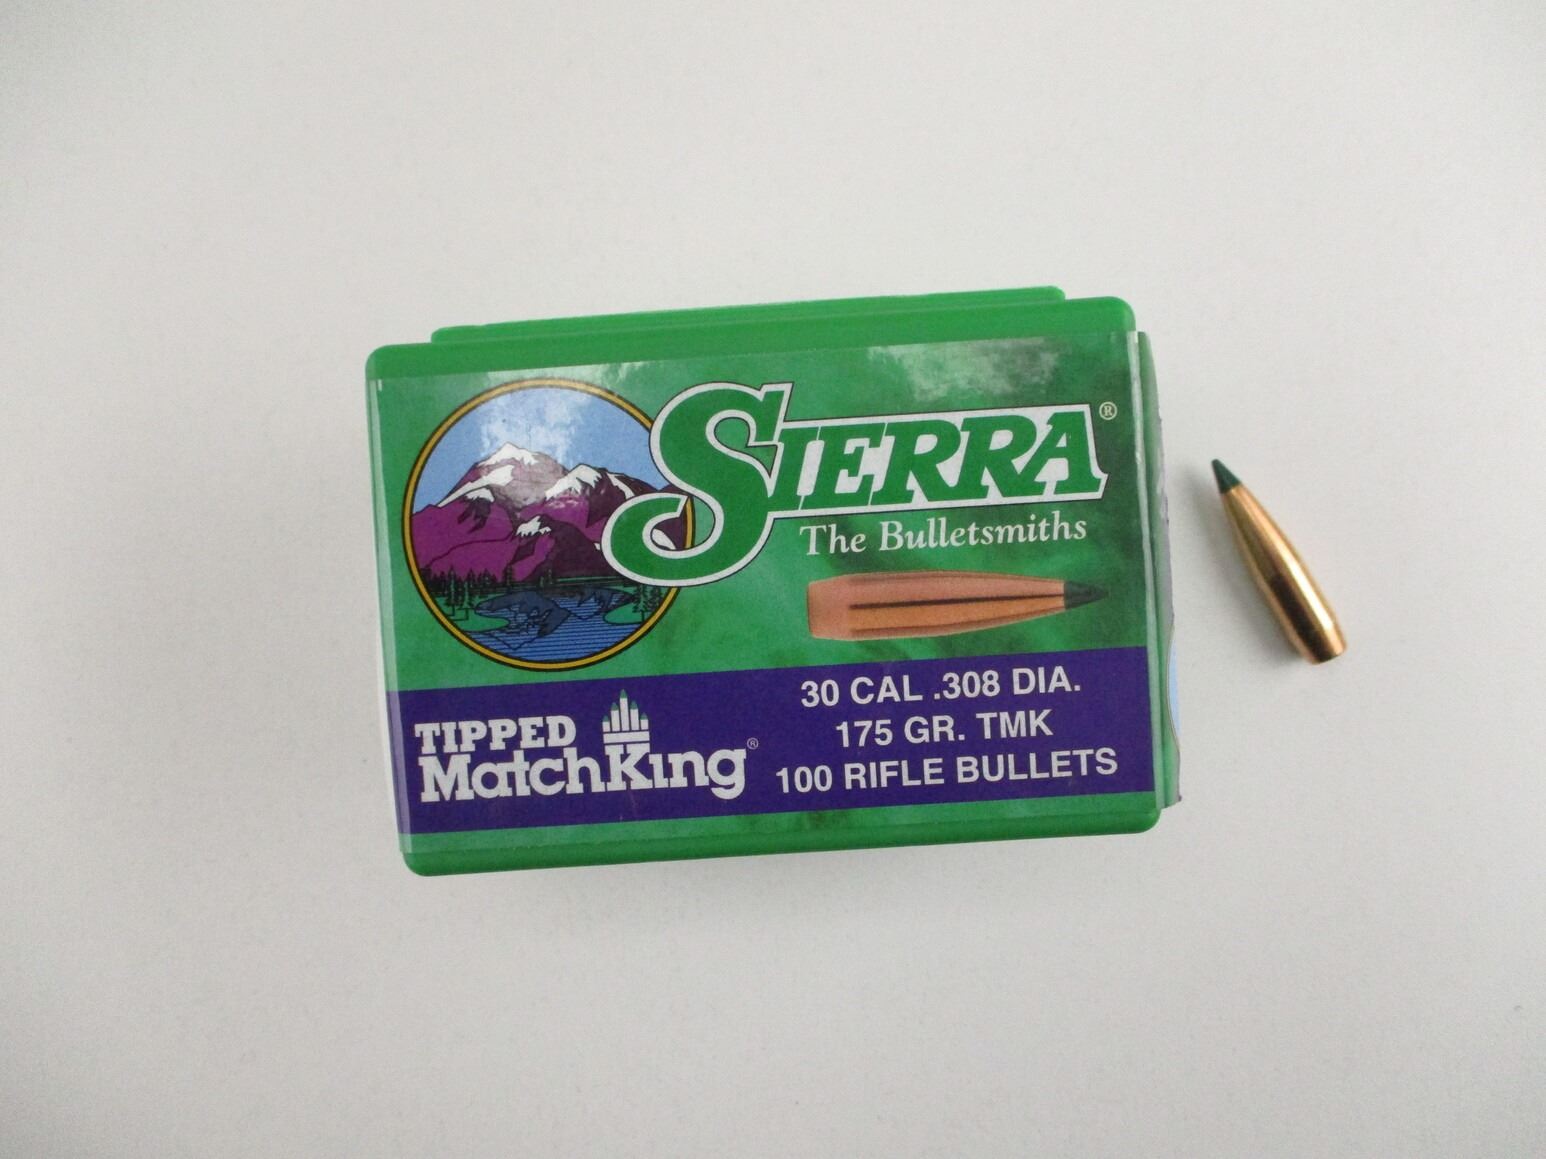 SIERRA®
The Bulletsmiths
TIPPED
MatchKing®
30 CAL .308 DIA.
175 GR. TMK
100 RIFLE BULLETS